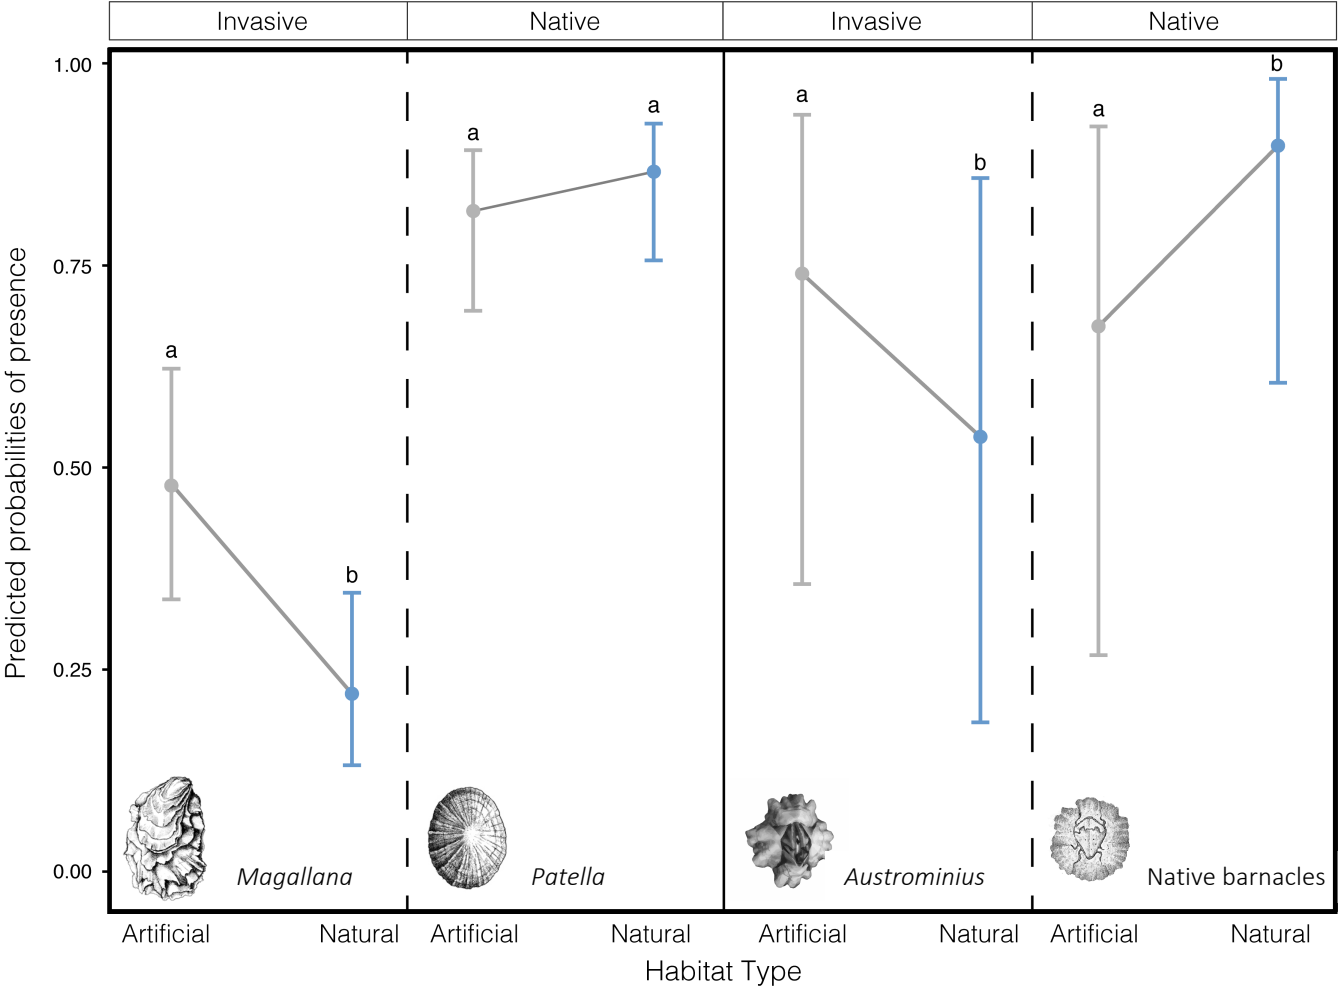 Invasive Native Invasive Native
1.00
0.75
0.50
0.25
0.00
Predicted probabilities of presence
a b
a a
a b
a b
Magallana Patella Austrominius Native barnacles
Artificial Natural Artificial Natural Artificial Natural Artificial Natural
Habitat Type